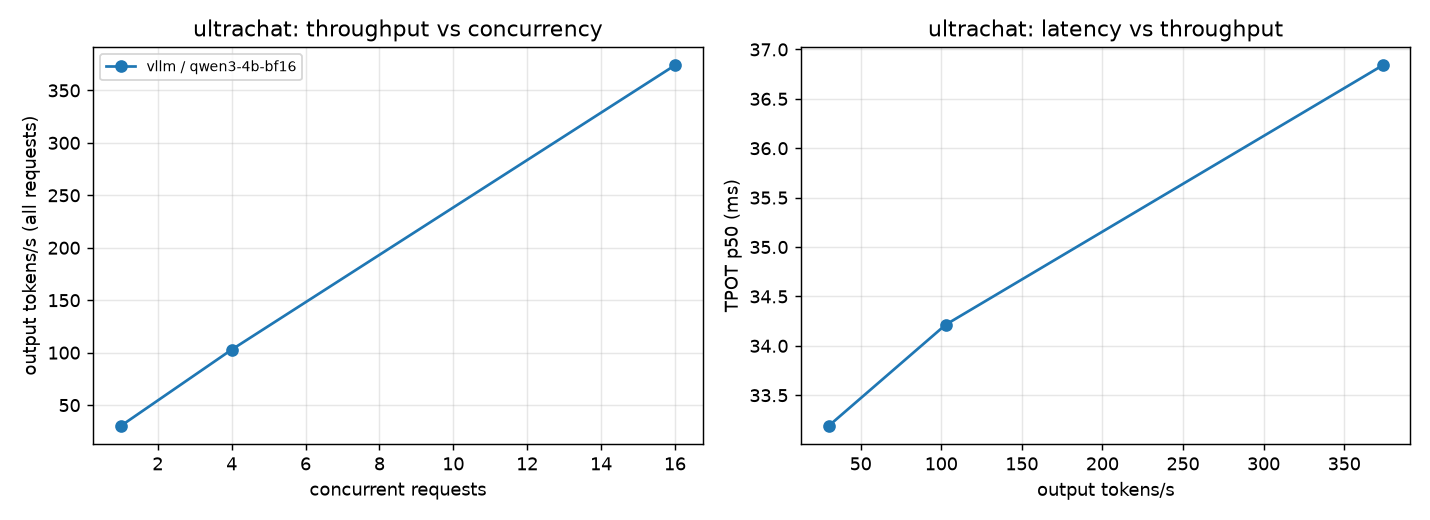 ultrachat: throughput vs concurrency
vllm / qwen3-4b-bf16
350
300
250
200
150
100
50
output tokens/s (all requests)
2 4 6 8 10 12 14 16
concurrent requests
ultrachat: latency vs throughput
37.0
36.5
36.0
35.5
35.0
34.5
34.0
33.5
TPOT p50 (ms)
50 100 150 200 250 300 350
output tokens/s